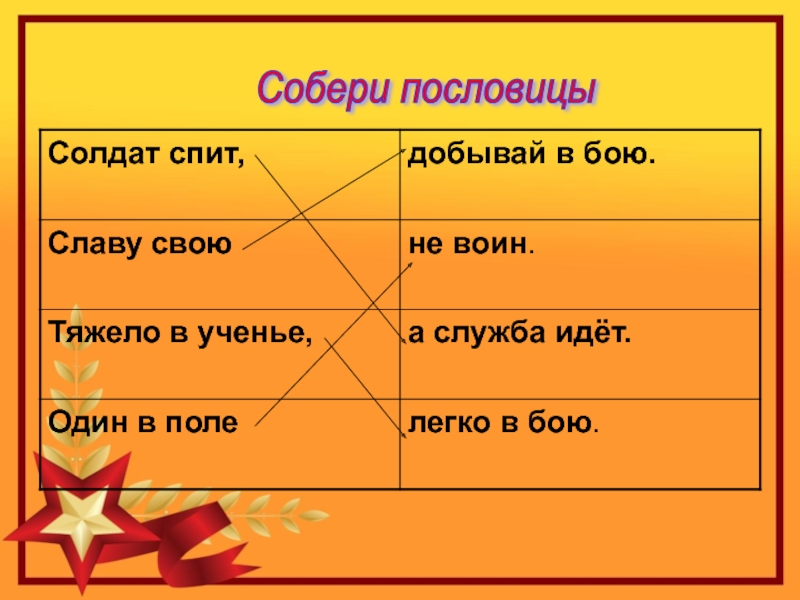 Собери пословицы
Солдат спит, добывай в бою.
Славу свою не воин.
Тяжело в ученье, а служба идёт.
Один в поле легко в бою.